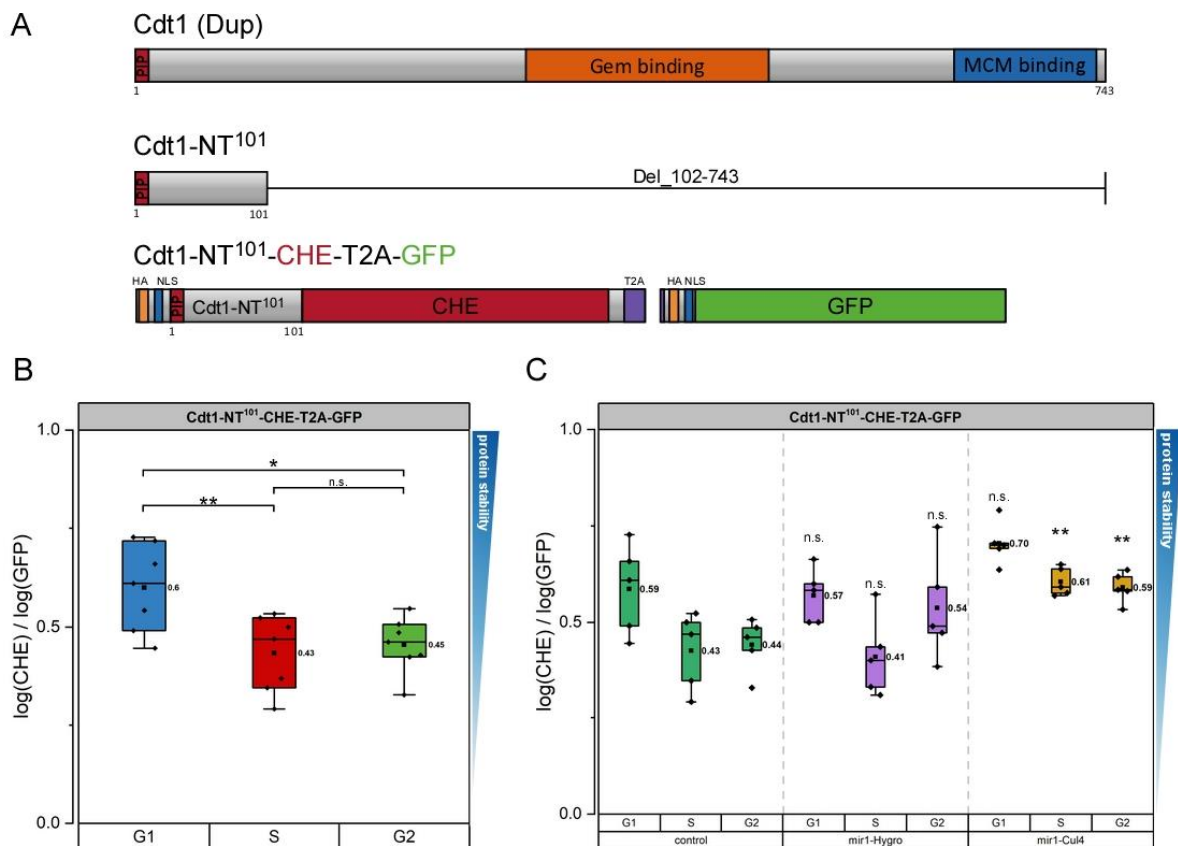 A
Cdt1 (Dup)
PIP
Gem binding
MCM binding
1
743
Cdt1-NT101
PIP
Del_102-743
1
101
Cdt1-NT101-CHE-T2A-GFP
HA
NLS
T2A
HA NLS
PIP
Cdt1-NT101
CHE
GFP
1
101
B
Cdt1-NT101-CHE-T2A-GFP
1.0
*
n.s.
**
0.6
0.5
0.43
0.45
0.0
log(CHE) / log(GFP)
protein stability
G1 S G2
C
Cdt1-NT101-CHE-T2A-GFP
1.0
n.s.
n.s.
n.s.
n.s.
**
**
0.59
0.43
0.44
0.57
0.41
0.54
0.70
0.61
0.59
0.5
0.0
log(CHE) / log(GFP)
protein stability
G1 S G2 G1 S G2 G1 S G2
control mir1-Hygro mir1-Cul4